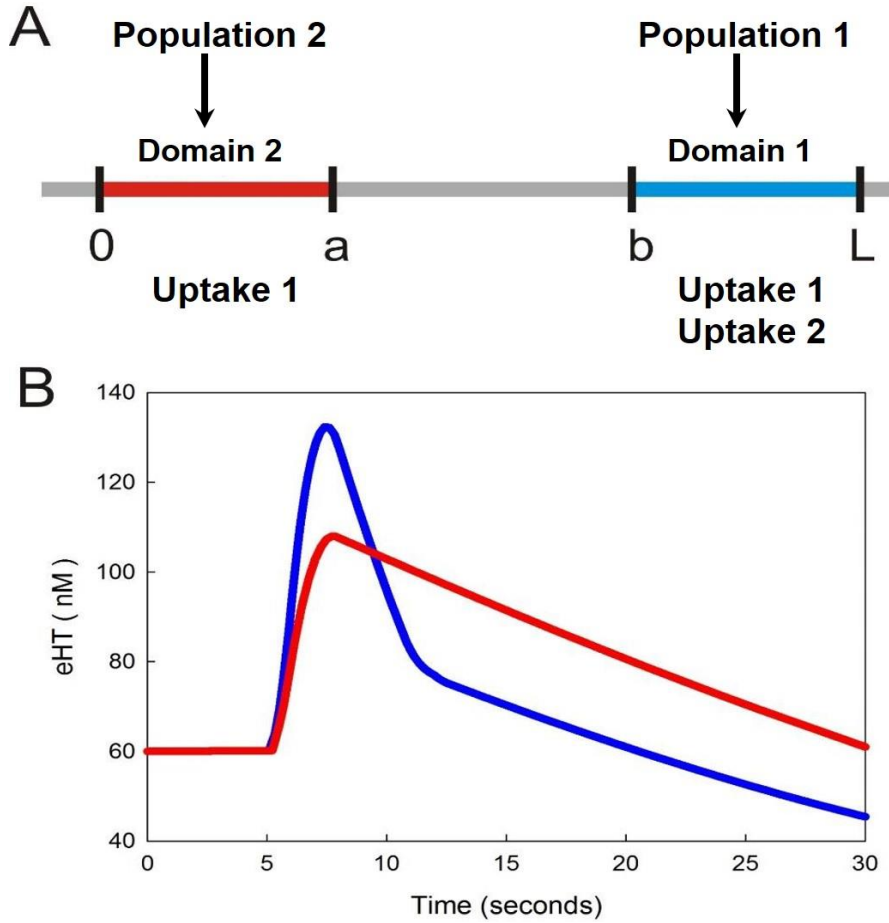 A
Population 2 Population 1
Domain 2 Domain 1
0 a b L
Uptake 1 Uptake 1
Uptake 2
B
140
120
100
80
60
40
eHT ( nM )
0 5 10 15 20 25 30
Time (seconds)